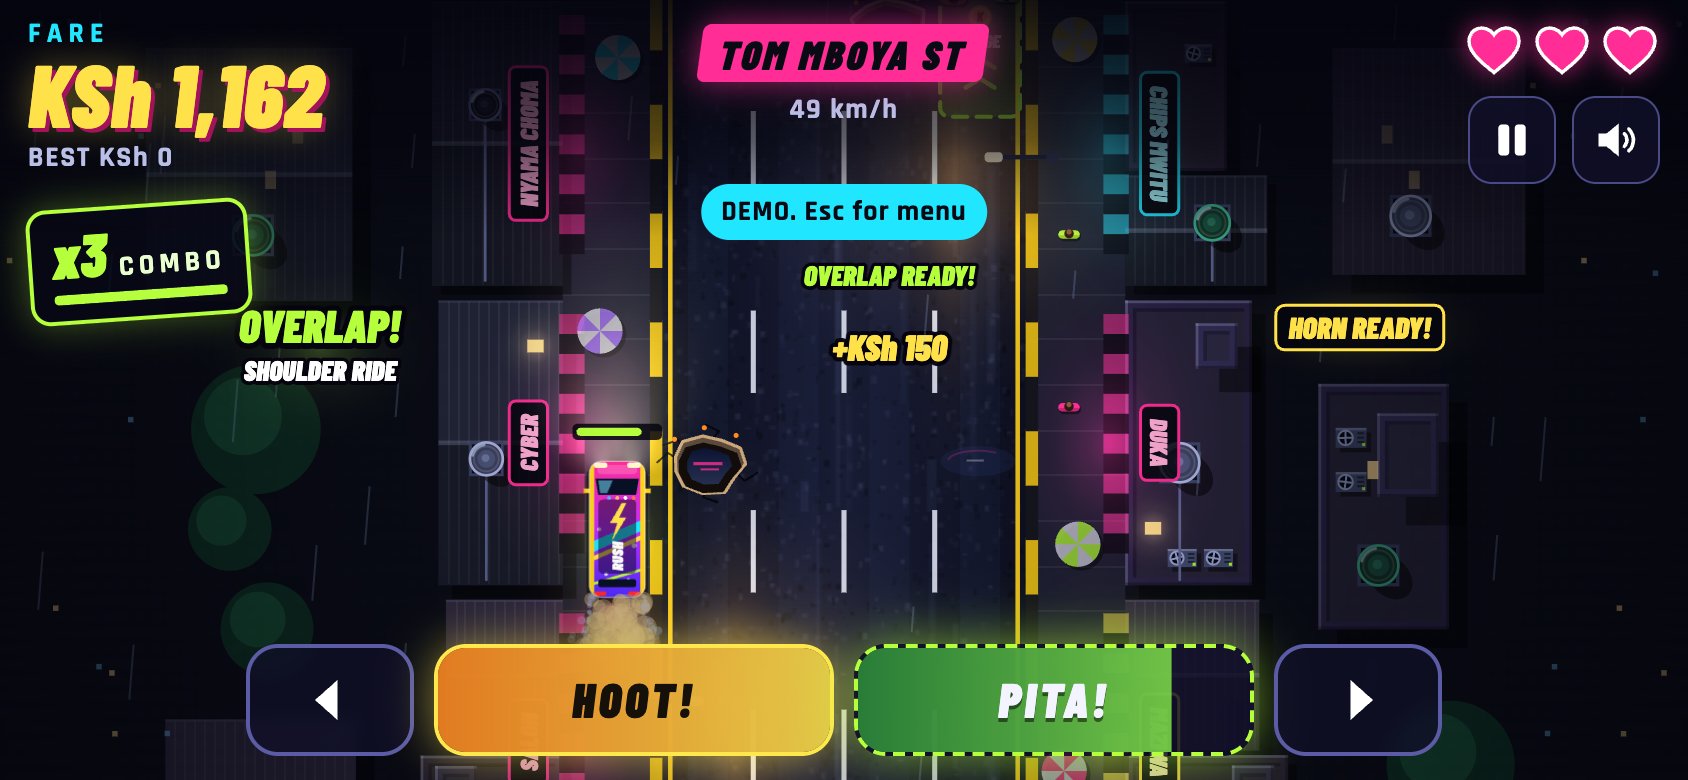 FARE
KSh 1,162
BEST KSh 0
x3 COMBO
OVERLAP!
SHOULDER RIDE
TOM MBOYA ST
49 km/h
DEMO. Esc for menu
OVERLAP READY!
+KSh 150
HORN READY!
NYAMA CHOMA
CHIPS MWITU
CYBER
DUKA
RUSH
HOOT!
PITA!